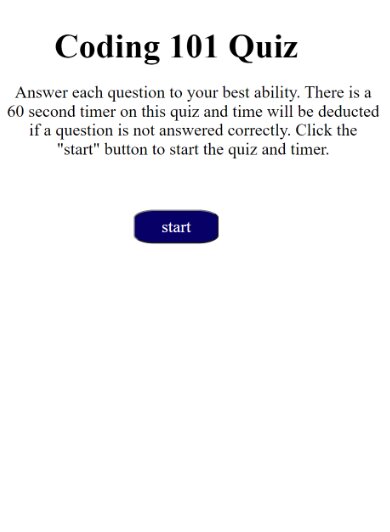 Coding 101 Quiz
Answer each question to your best ability. There is a
60 second timer on this quiz and time will be deducted
if a question is not answered correctly. Click the
"start" button to start the quiz and timer.
start